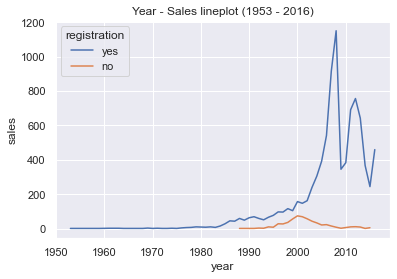 Year - Sales lineplot (1953 - 2016)
registration
yes
no
1200
1000
800
600
400
200
0
sales
1950 1960 1970 1980 1990 2000 2010
year